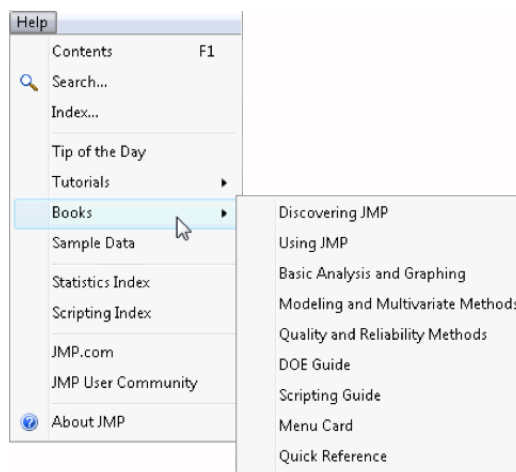 Help
Contents F1
Search...
Index...
Tip of the Day
Tutorials
Books
Sample Data
Statistics Index
Scripting Index
JMP.com
JMP User Community
About JMP
Discovering JMP
Using JMP
Basic Analysis and Graphing
Modeling and Multivariate Methods
Quality and Reliability Methods
DOE Guide
Scripting Guide
Menu Card
Quick Reference